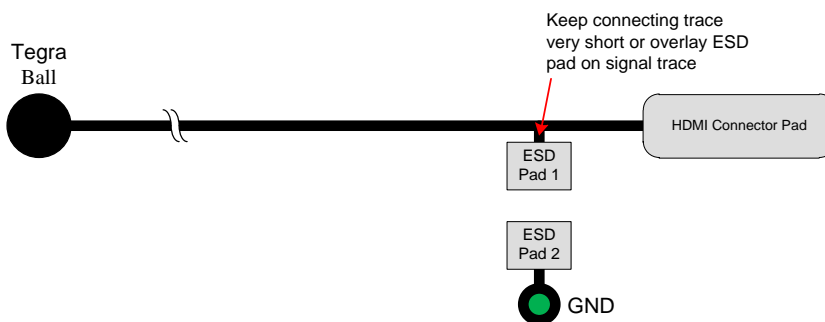 Keep connecting trace
very short or overlay ESD
pad on signal trace
Tegra
Ball
HDMI Connector Pad
ESD
Pad 1
ESD
Pad 2
GND